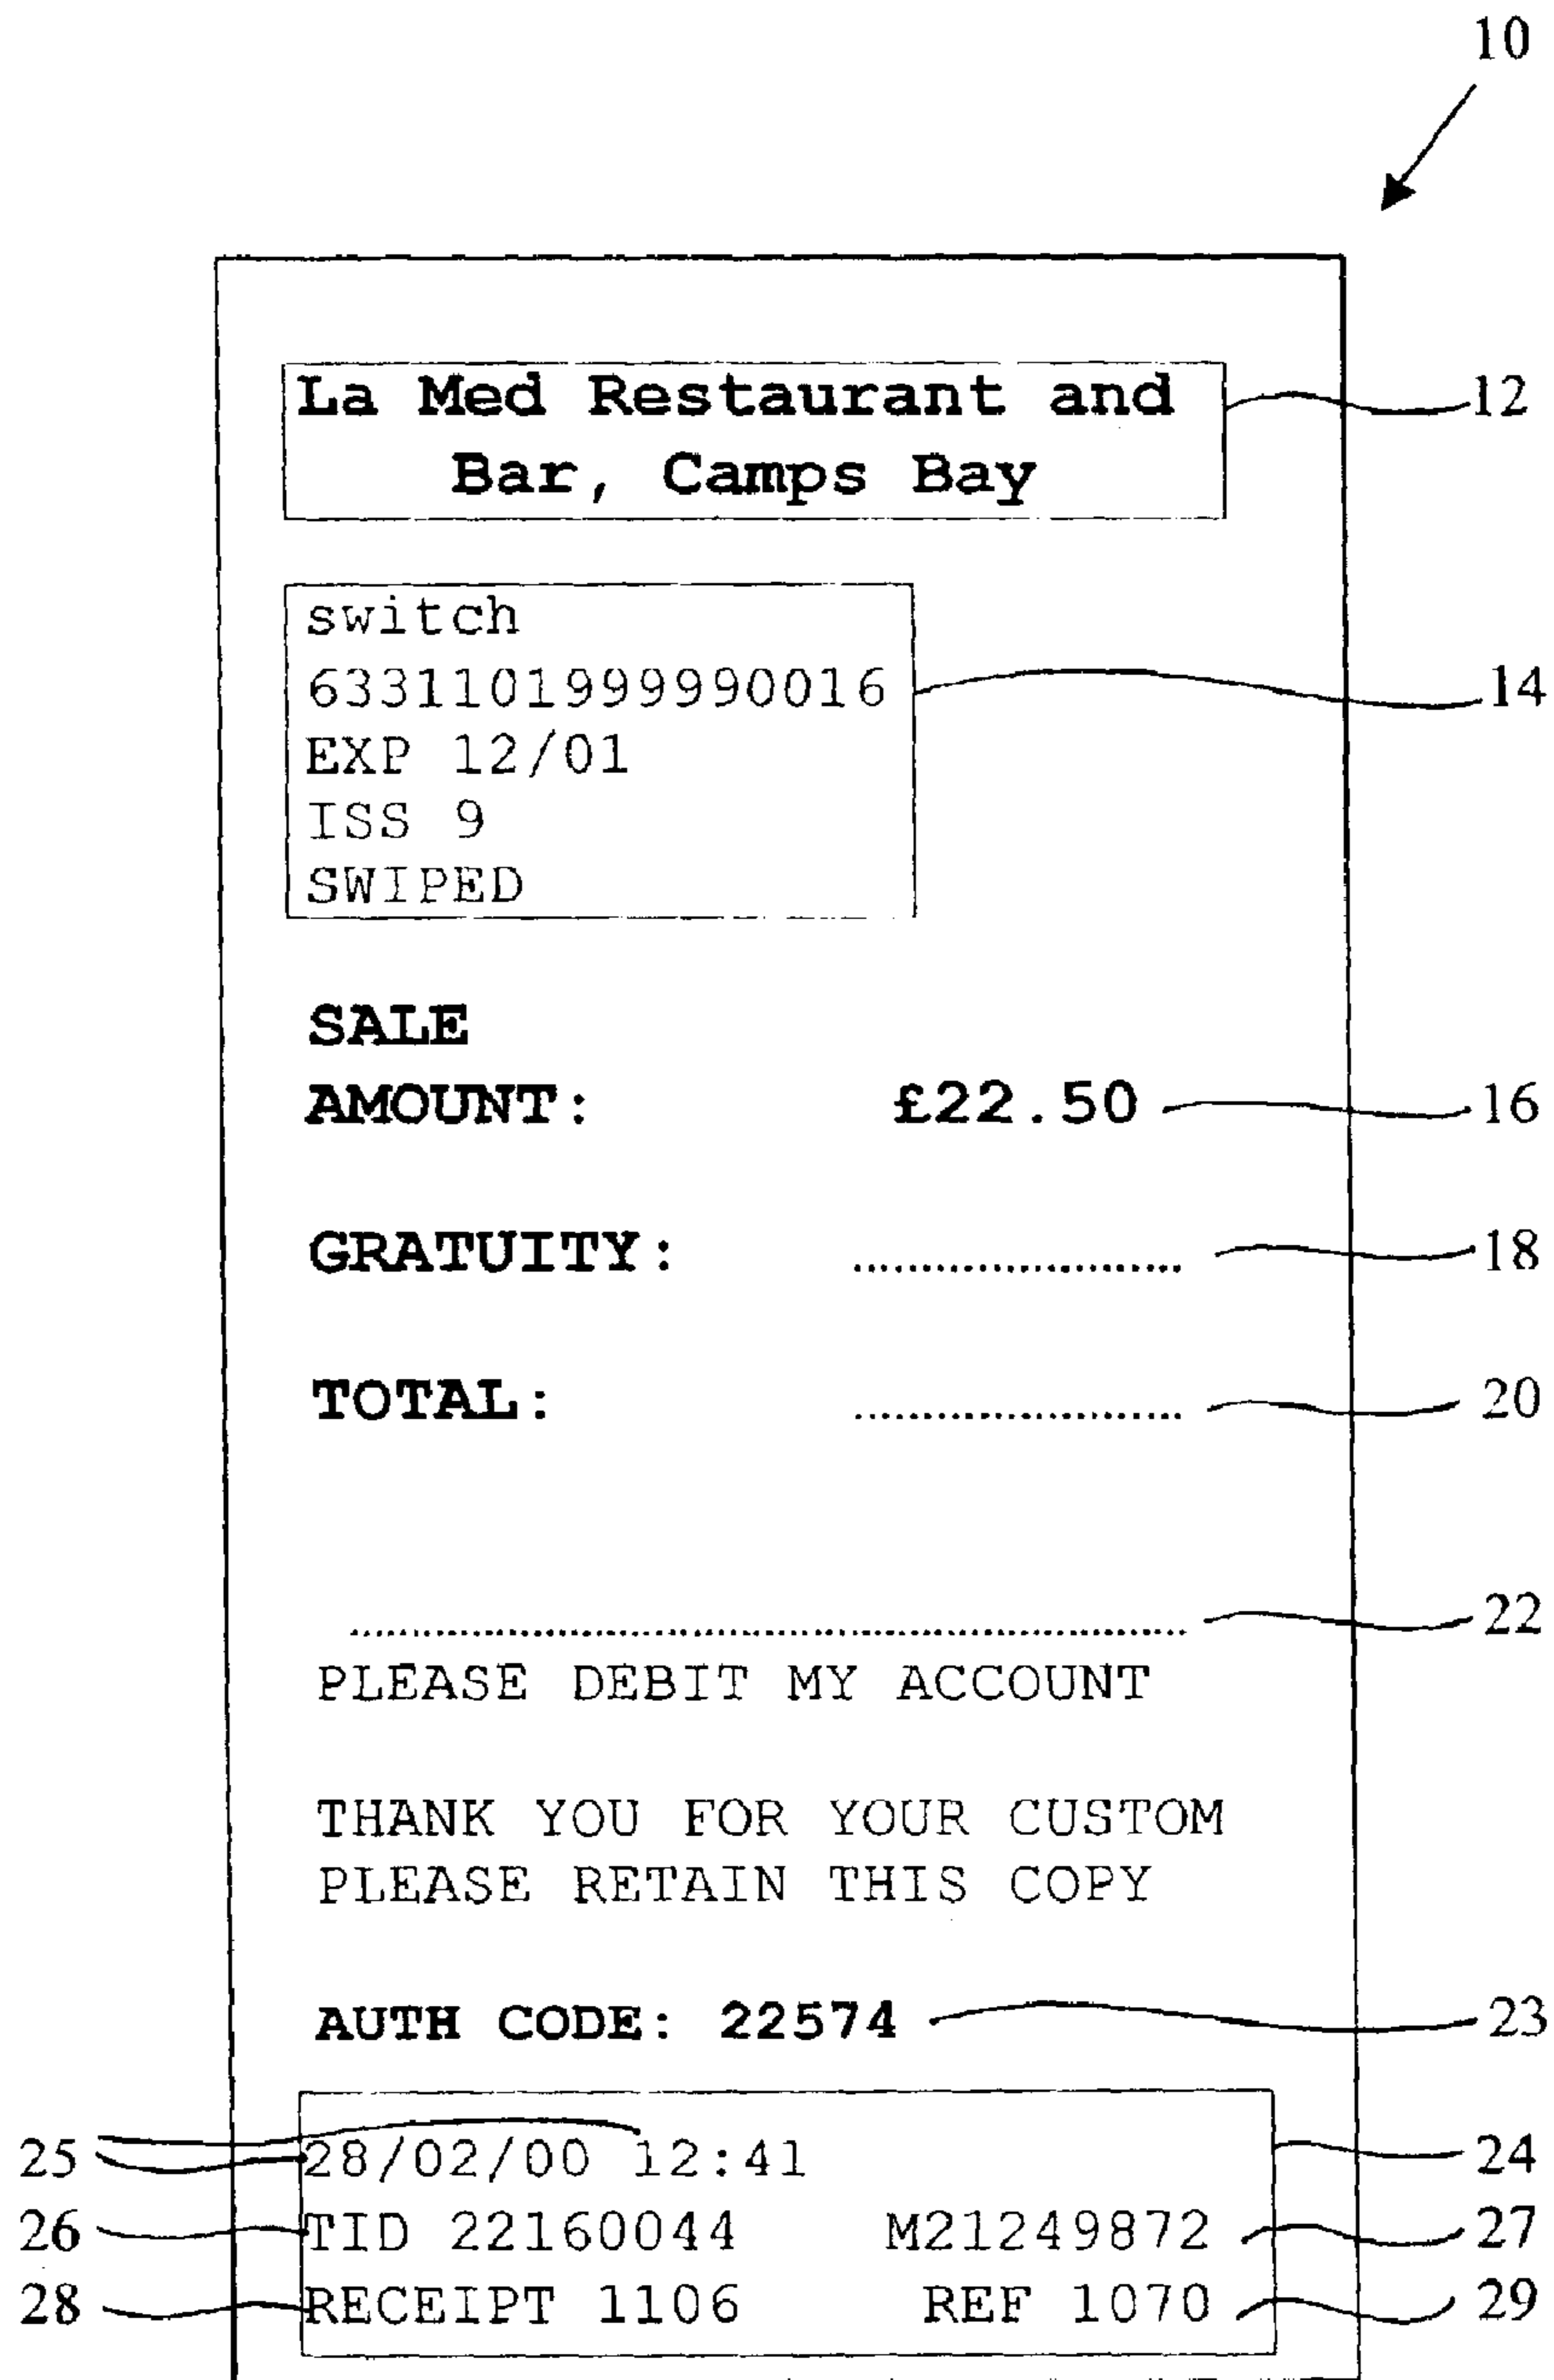 10
La Med Restaurant and 12
Bar, Camps Bay
switch
6331101999990016 14
EXP 12/01
ISS 9
SWIPED
SALE
AMOUNT: £22.50 16
GRATUITY: ........................ 18
TOTAL: ........................ 20
............................................................ 22
PLEASE DEBIT MY ACCOUNT
THANK YOU FOR YOUR CUSTOM
PLEASE RETAIN THIS COPY
AUTH CODE: 22574 23
25 28/02/00 12:41 24
26 TID 22160044 M21249872 27
28 RECEIPT 1106 REF 1070 29